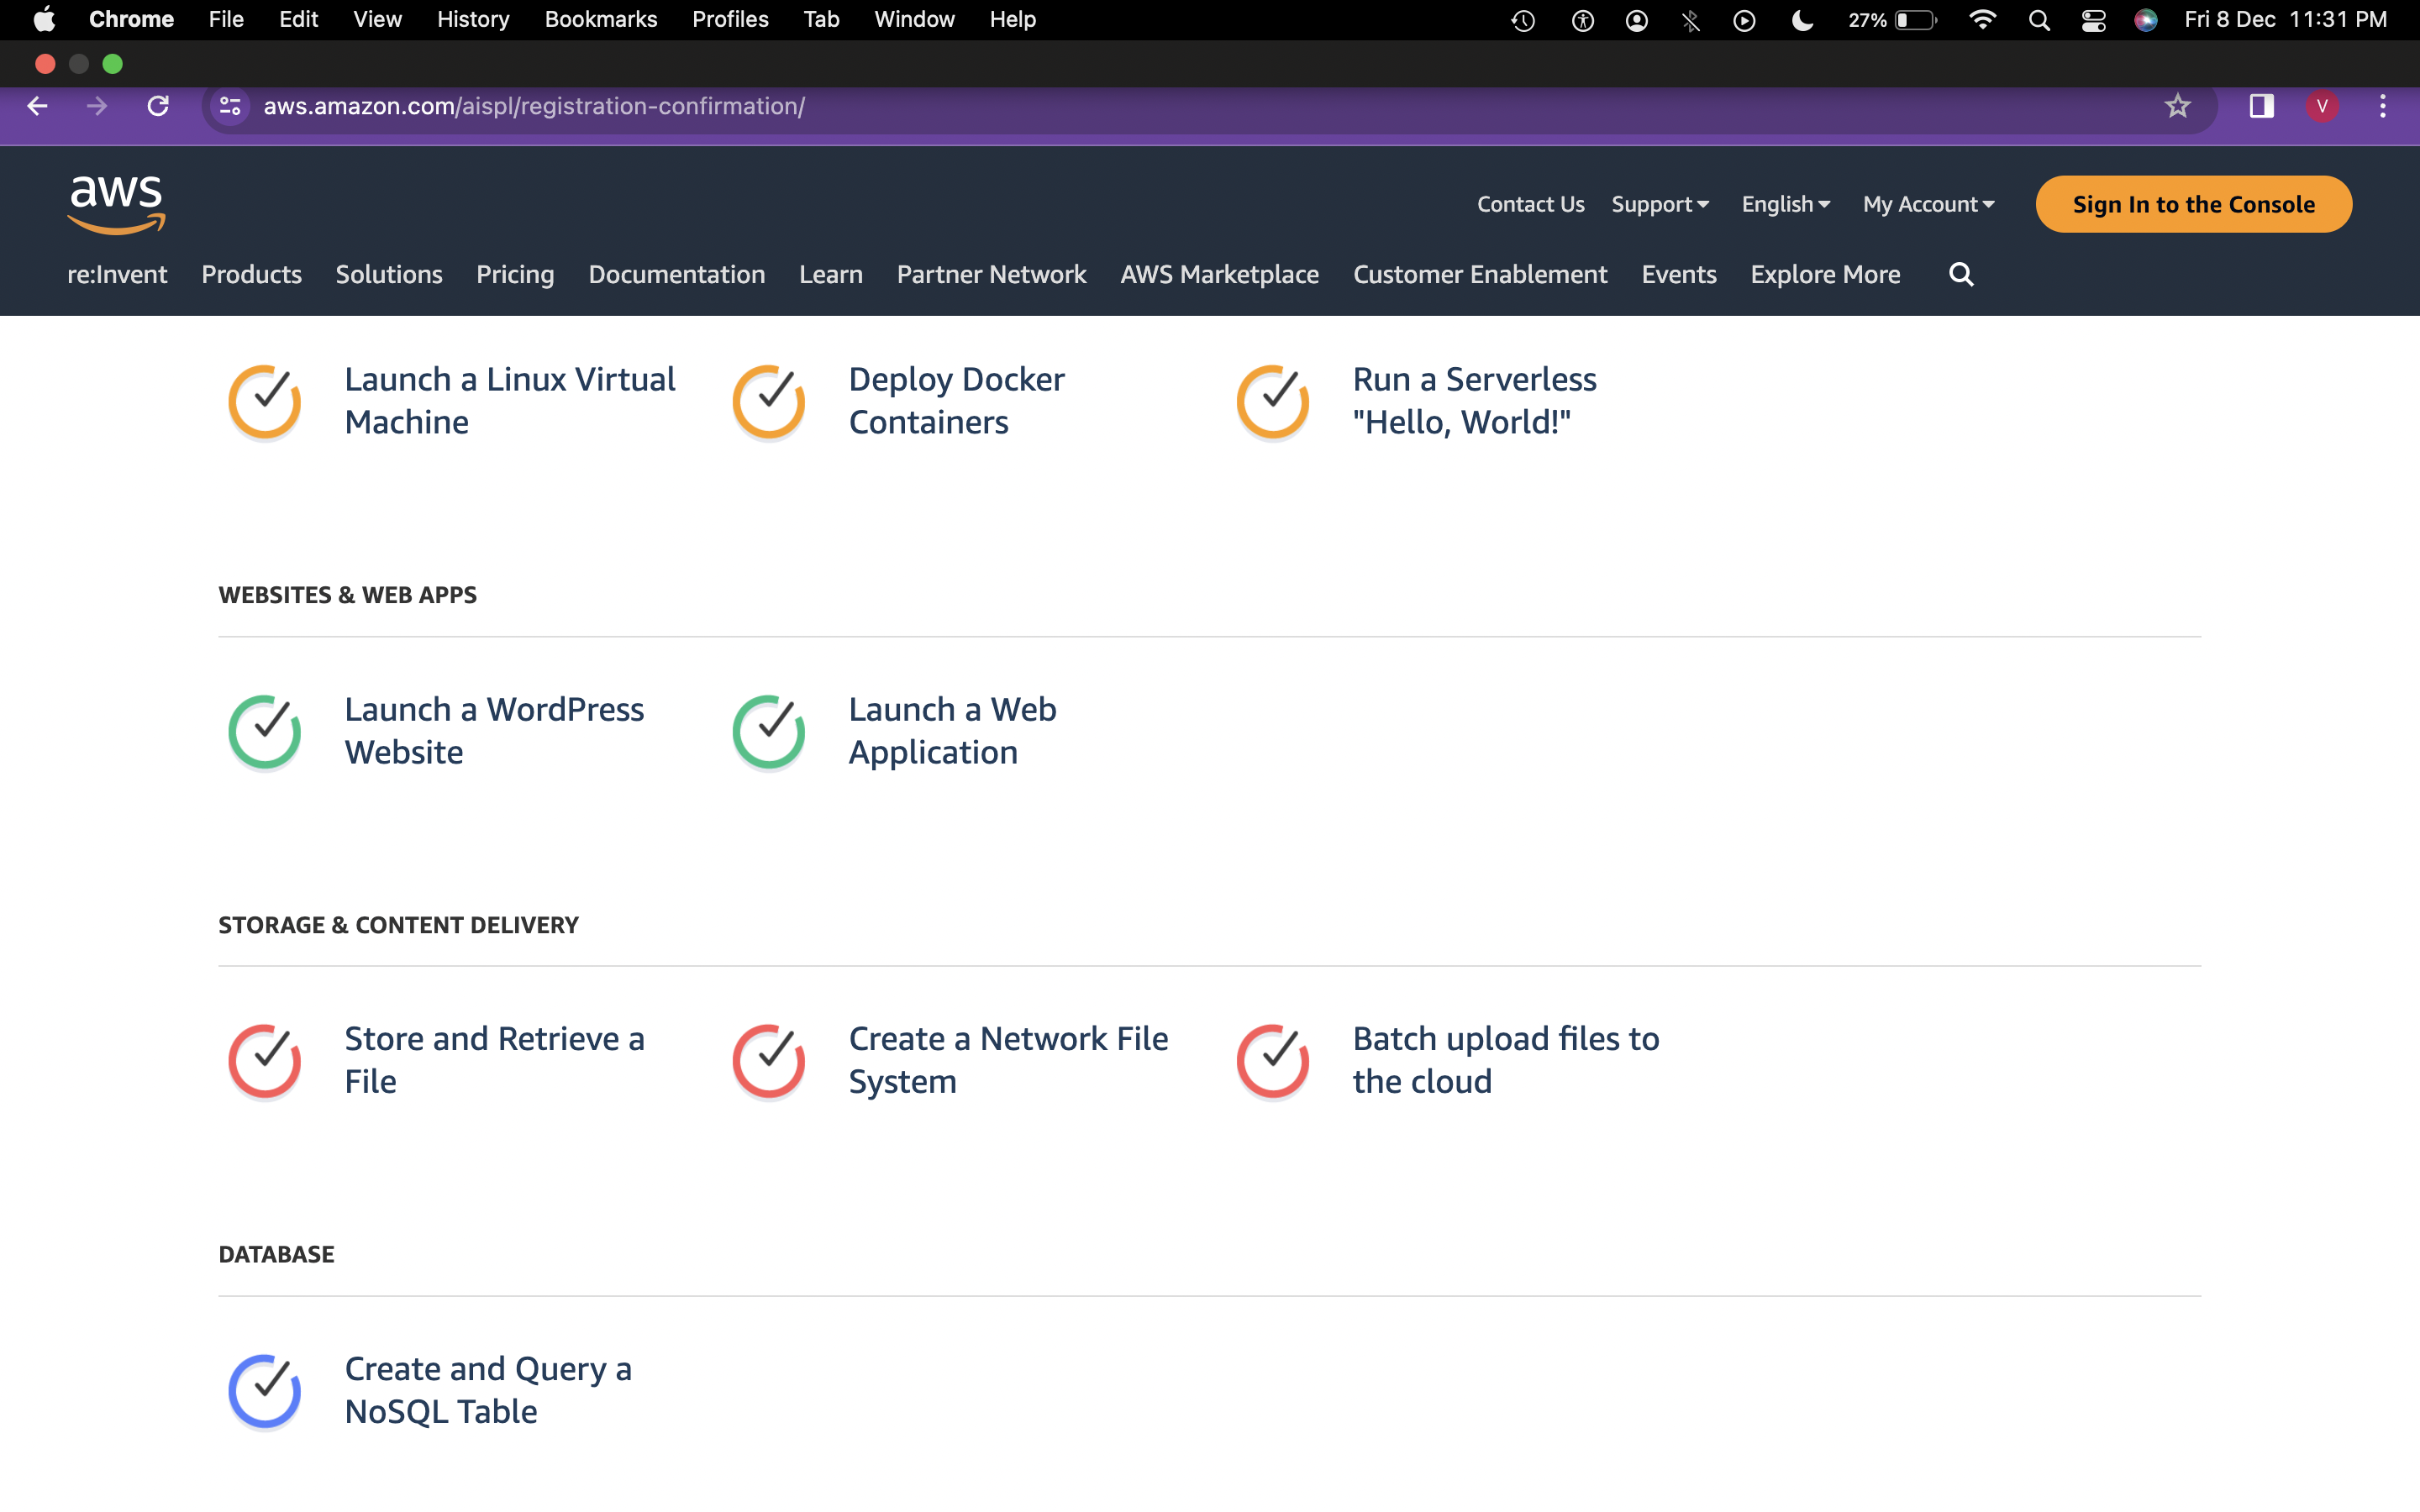 Chrome File Edit View History Bookmarks Profiles Tab Window Help 27% Fri 8 Dec 11:31 PM
aws.amazon.com/aispl/registration-confirmation/ V
aws
Contact Us Support English My Account Sign In to the Console
re:Invent Products Solutions Pricing Documentation Learn Partner Network AWS Marketplace Customer Enablement Events Explore More
Launch a Linux Virtual
Machine
Deploy Docker
Containers
Run a Serverless
"Hello, World!"
WEBSITES & WEB APPS
Launch a WordPress
Website
Launch a Web
Application
STORAGE & CONTENT DELIVERY
Store and Retrieve a
File
Create a Network File
System
Batch upload files to
the cloud
DATABASE
Create and Query a
NoSQL Table